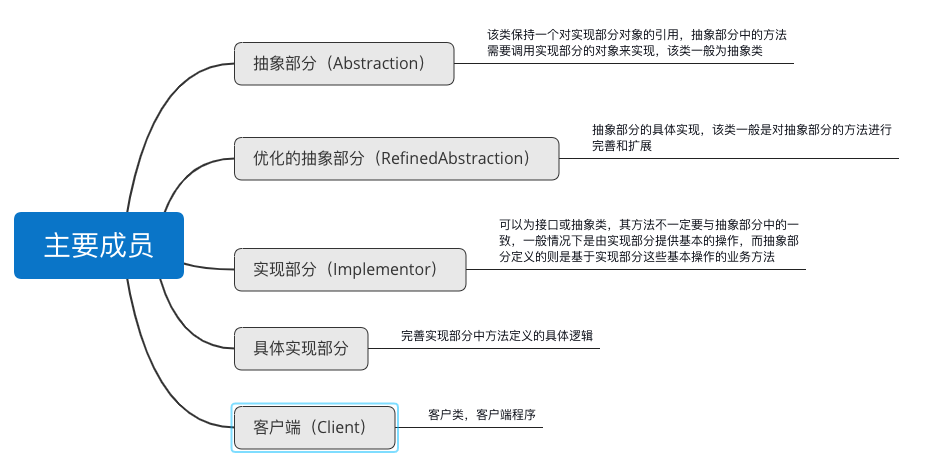 该类保持一个对实现部分对象的引用，抽象部分中的方法
需要调用实现部分的对象来实现，该类一般为抽象类
抽象部分（Abstraction）
抽象部分的具体实现，该类一般是对抽象部分的方法进行
完善和扩展
优化的抽象部分（RefinedAbstraction）
主要成员
可以为接口或抽象类，其方法不一定要与抽象部分中的一
致，一般情况下是由实现部分提供基本的操作，而抽象部
分定义的则是基于实现部分这些基本操作的业务方法
实现部分（Implementor）
完善实现部分中方法定义的具体逻辑
具体实现部分
客户类，客户端程序
客户端（Client）